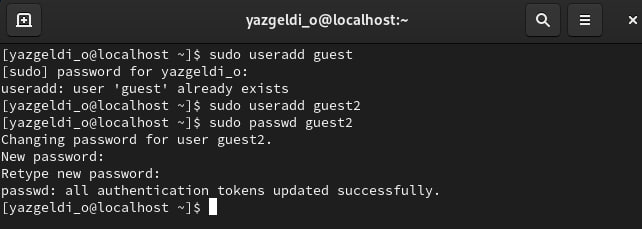 yazgeldi_o@localhost:~
[yazgeldi_o@localhost ~]$ sudo useradd guest
[sudo] password for yazgeldi_o:
useradd: user 'guest' already exists
[yazgeldi_o@localhost ~]$ sudo useradd guest2
[yazgeldi_o@localhost ~]$ sudo passwd guest2
Changing password for user guest2.
New password:
Retype new password:
passwd: all authentication tokens updated successfully.
[yazgeldi_o@localhost ~]$